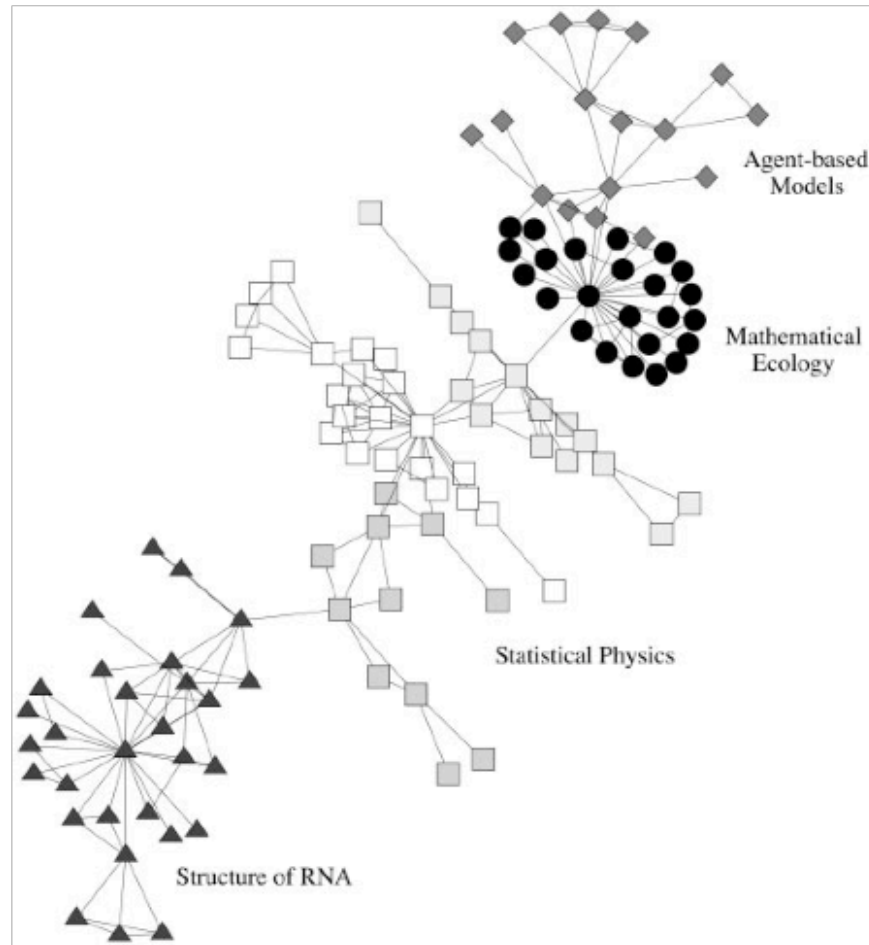 Agent-based
Models
Mathematical
Ecology
Statistical Physics
Structure of RNA